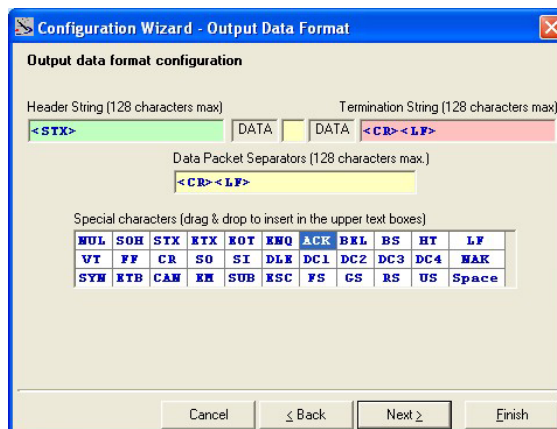 Configuration Wizard - Output Data Format
Output data format configuration
Header String (128 characters max) Termination String (128 characters max)
<STX> DATA DATA <CR><LF>
Data Packet Separators (128 characters max.)
<CR><LF>
Special characters (drag & drop to insert in the upper text boxes)
NUL SOH STX ETX EOT ENQ ACK BEL BS HT LF
VT FF CR SO SI DLE DC1 DC2 DC3 DC4 NAK
SYN ETB CAN EM SUB ESC FS GS RS US Space
Cancel < Back Next > Finish